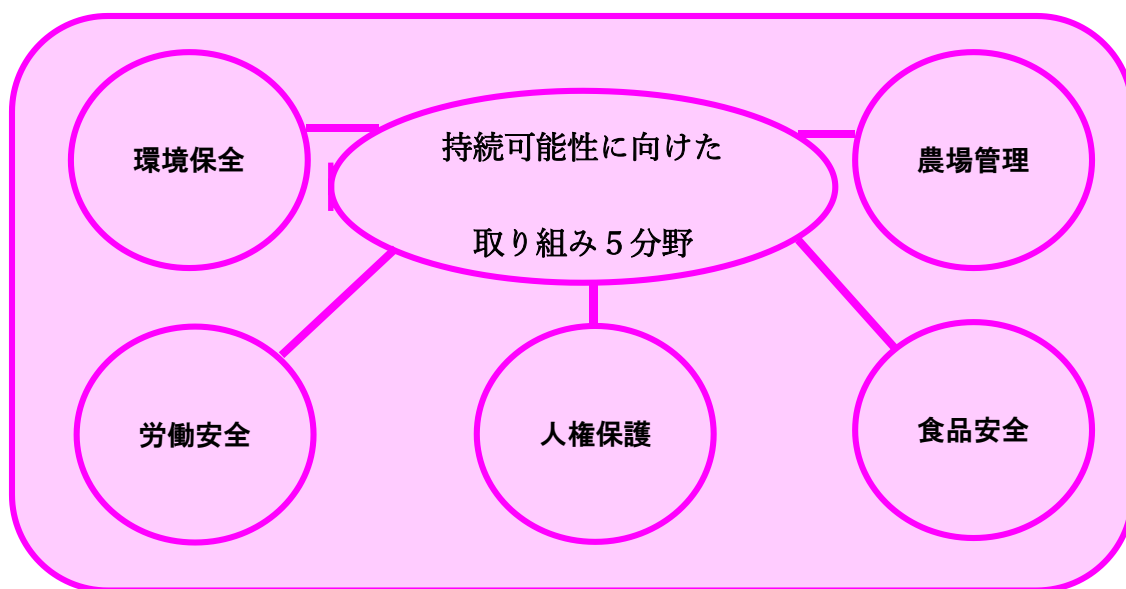 環境保全
持続可能性に向けた
取り組み５分野
農場管理
労働安全
人権保護
食品安全